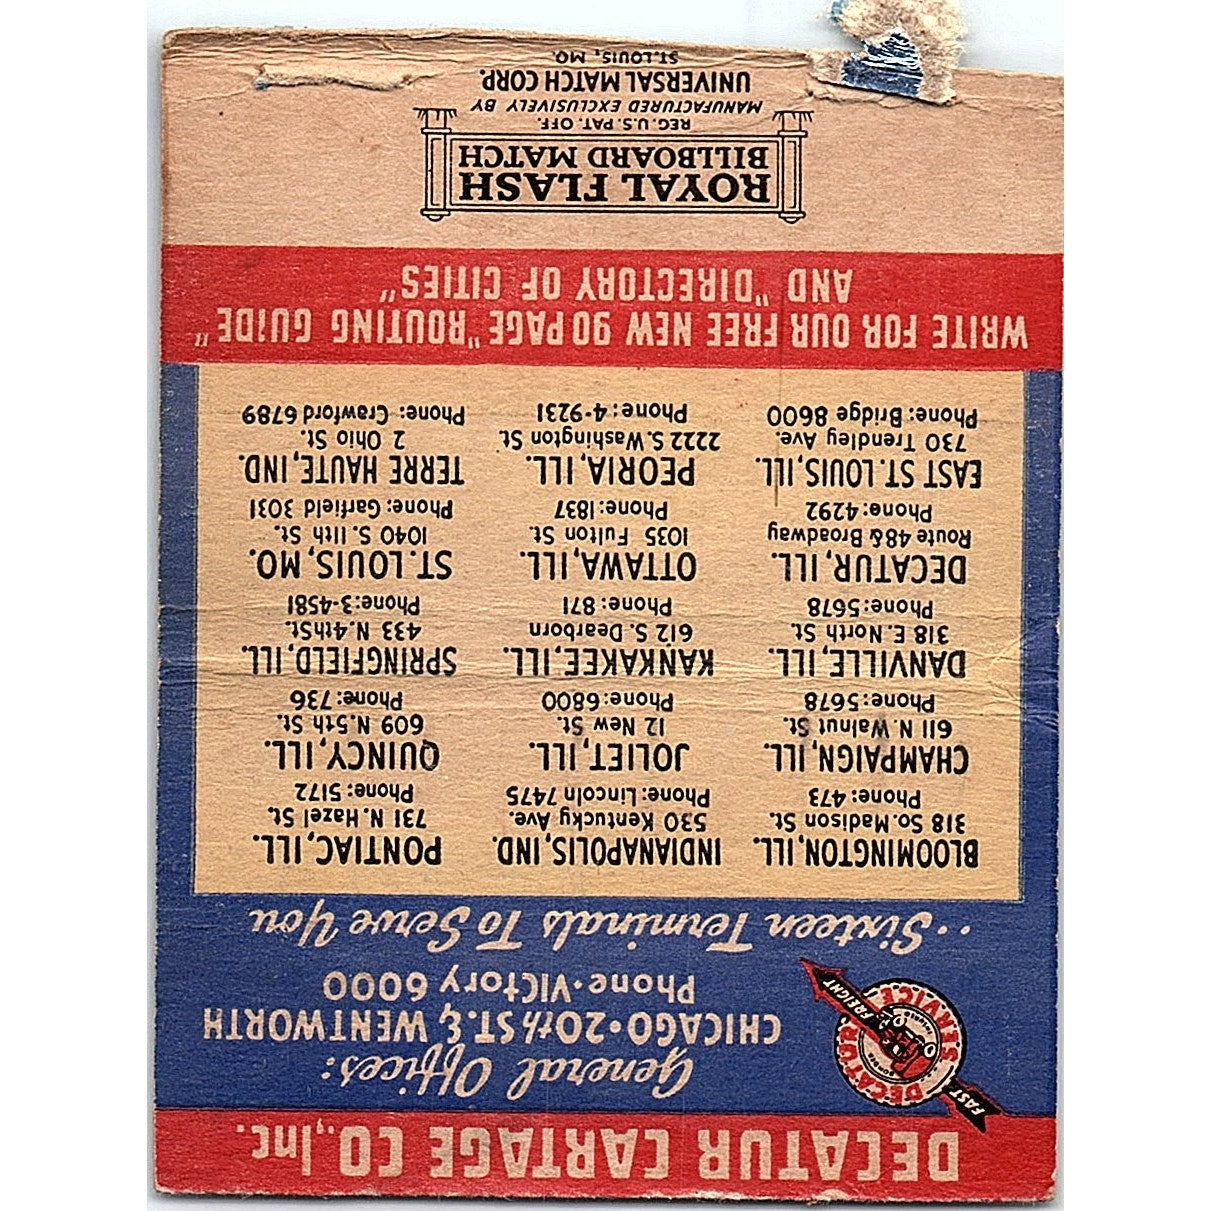 DECATUR CARTAGE CO., Inc.
DECATUR SERVICE
FAST FREIGHT
General Offices:
CHICAGO • 20th ST. & WENTWORTH
Phone • VICtory 6000
..Sixteen Terminals To Serve You
BLOOMINGTON, ILL.
318 So. Madison St.
Phone: 473
CHAMPAIGN, ILL.
611 N. Walnut St.
Phone: 5678
DANVILLE, ILL.
318 E. North St.
Phone: 5678
DECATUR, ILL.
Route 48 & Broadway
Phone: 4292
EAST ST. LOUIS, ILL.
730 Trendley Ave.
Phone: Bridge 8600
INDIANAPOLIS, IND.
530 Kentucky Ave.
Phone: Lincoln 7475
JOLIET, ILL.
12 New St.
Phone: 6800
KANKAKEE, ILL.
612 S. Dearborn
Phone: 871
OTTAWA, ILL.
1035 Fulton St.
Phone: 1837
PEORIA, ILL.
2222 S. Washington St.
Phone: 4-9231
PONTIAC, ILL.
731 N. Hazel St.
Phone: 5172
QUINCY, ILL.
609 N. 5th St.
Phone: 736
SPRINGFIELD, ILL.
433 N. 4th St.
Phone: 3-4581
ST. LOUIS, MO.
1040 S. 11th St.
Phone: Garfield 3031
TERRE HAUTE, IND.
2 Ohio St.
Phone: Crawford 6789
WRITE FOR OUR FREE NEW 90 PAGE "ROUTING GUIDE"
AND "DIRECTORY OF CITIES"
ROYAL FLASH
BILLBOARD MATCH
REG. U.S. PAT. OFF.
MANUFACTURED EXCLUSIVELY BY
UNIVERSAL MATCH CORP.
ST. LOUIS, MO.